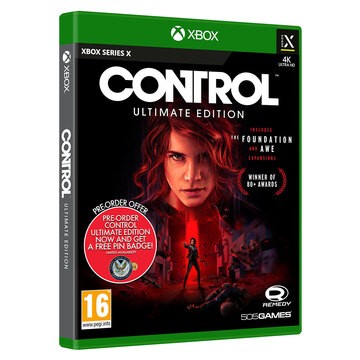 XBOX
XBOX SERIES X
4K
ULTRA HD
CONTROL
ULTIMATE EDITION
INCLUDES
THE FOUNDATION
AND AWE
EXPANSIONS
WINNER OF
80+ AWARDS
PRE-ORDER OFFER
PRE-ORDER
CONTROL
ULTIMATE EDITION
NOW AND GET
A FREE PIN BADGE!
LIMITED AVAILABILITY
16
www.pegi.info
REMEDY
505GAMES
XBOX
CONTROL
ULTIMATE EDITION